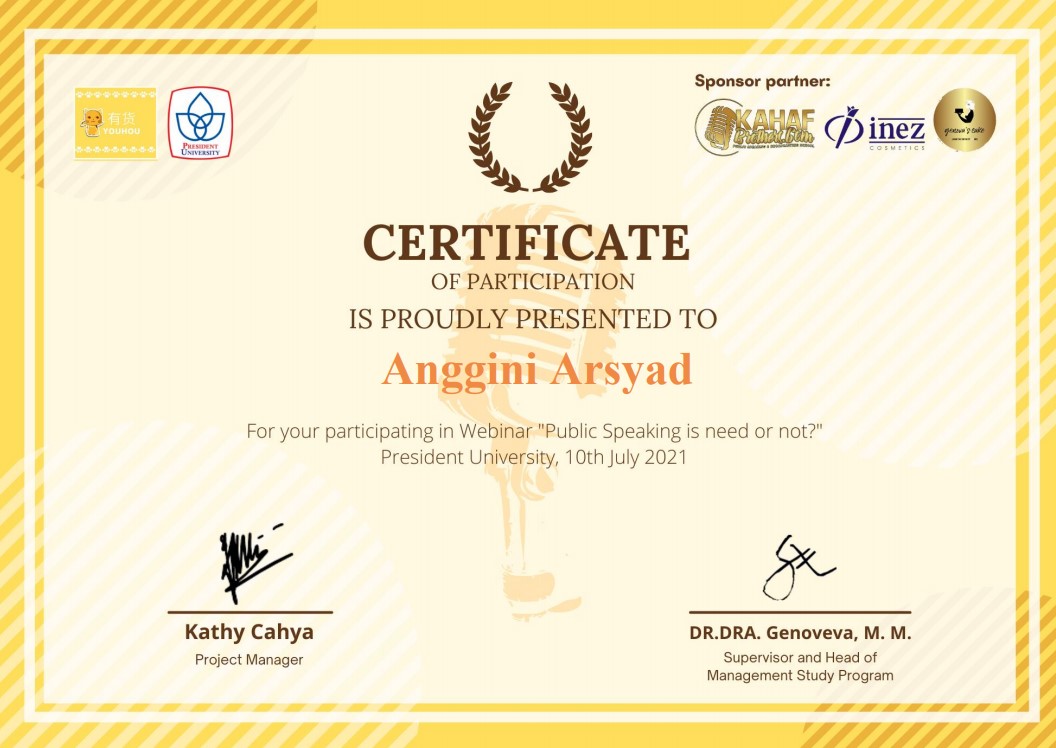 Sponsor partner:
有货
YOUHOU
PRESIDENT
UNIVERSITY
KAHAF
inez
COSMETICS
CERTIFICATE
OF PARTICIPATION
IS PROUDLY PRESENTED TO
Anggini Arsyad
For your participating in Webinar "Public Speaking is need or not?"
President University, 10th July 2021
Kathy Cahya
Project Manager
DR.DRA. Genoveva, M. M.
Supervisor and Head of
Management Study Program